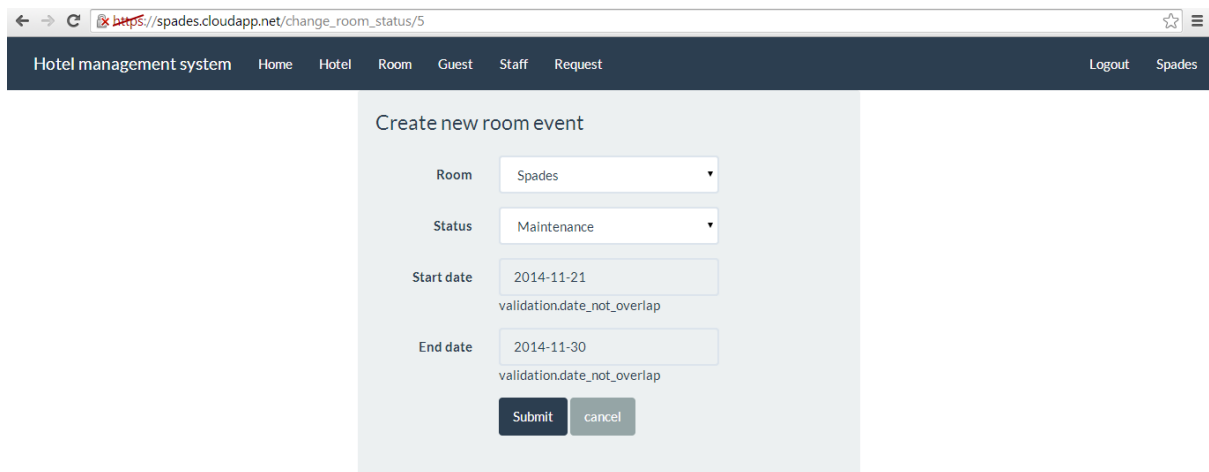 https://spades.cloudapp.net/change_room_status/5
Hotel management system Home Hotel Room Guest Staff Request Logout Spades
Create new room event
Room Spades
Status Maintenance
Start date 2014-11-21
validation.date_not_overlap
End date 2014-11-30
validation.date_not_overlap
Submit cancel